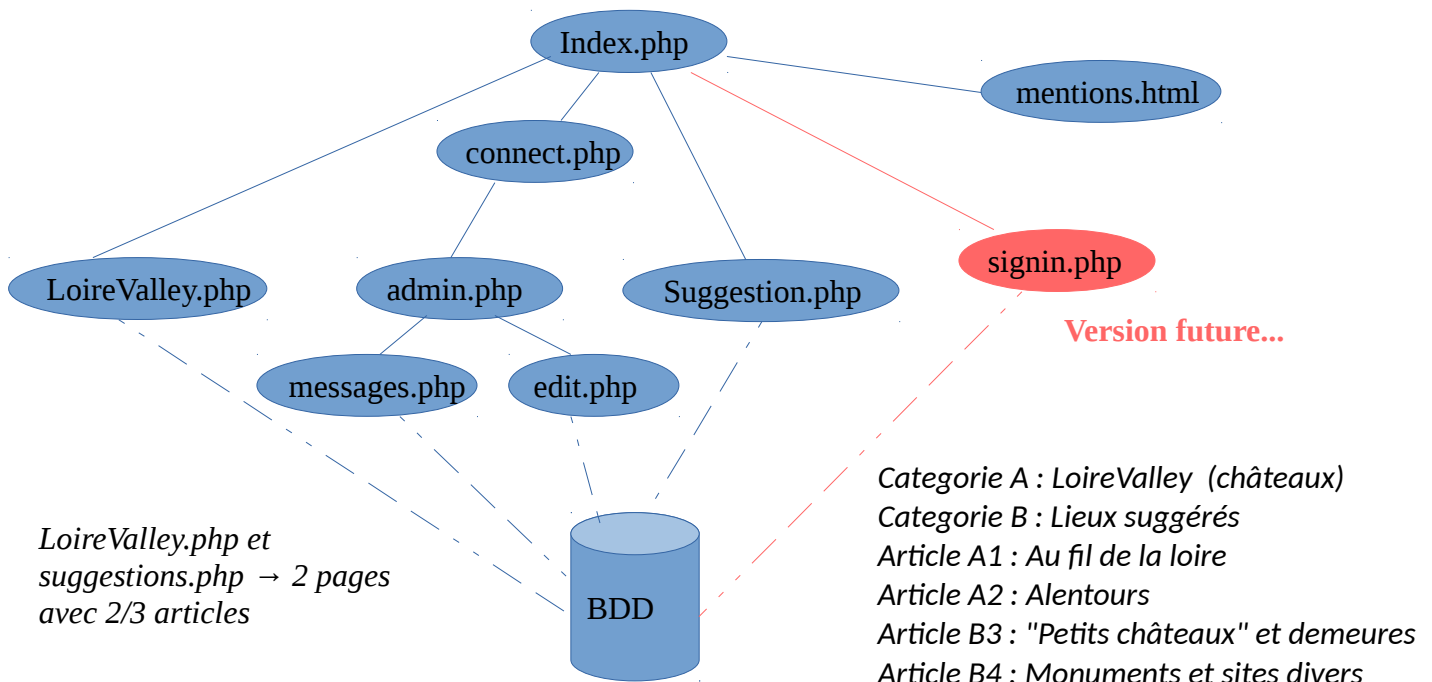 Index.php
mentions.html
connect.php
signin.php
LoireValley.php
admin.php
Suggestion.php
Version future...
messages.php
edit.php
LoireValley.php et
suggestions.php → 2 pages
avec 2/3 articles
BDD
Categorie A : LoireValley (châteaux)
Categorie B : Lieux suggérés
Article A1 : Au fil de la loire
Article A2 : Alentours
Article B3 : "Petits châteaux" et demeures
Article B4 : Monuments et sites divers